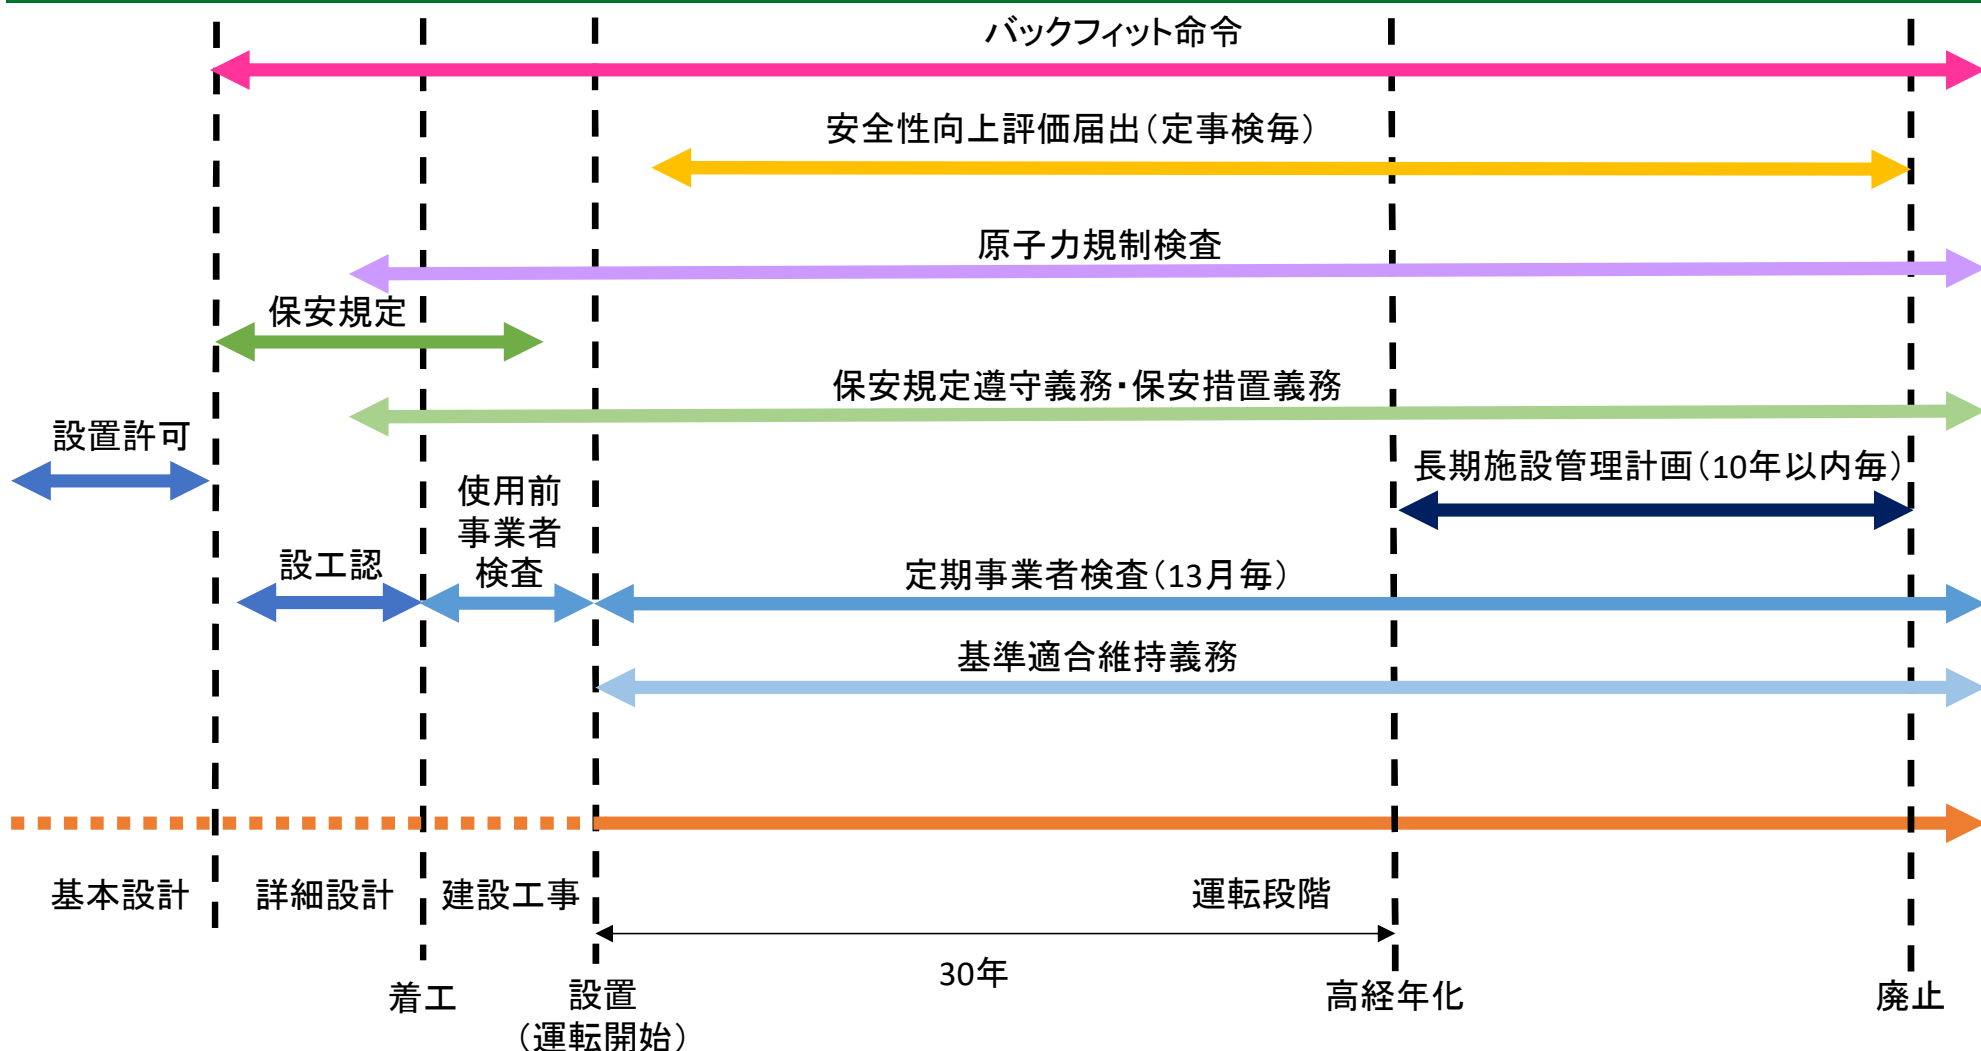 バックフィット命令
安全性向上評価届出（定事検毎）
原子力規制検査
保安規定
保安規定遵守義務・保安措置義務
設置許可
長期施設管理計画（10年以内毎）
使用前
事業者
検査
設工認
定期事業者検査（13月毎）
基準適合維持義務
基本設計
詳細設計
建設工事
運転段階
30年
着工
設置
（運転開始）
高経年化
廃止